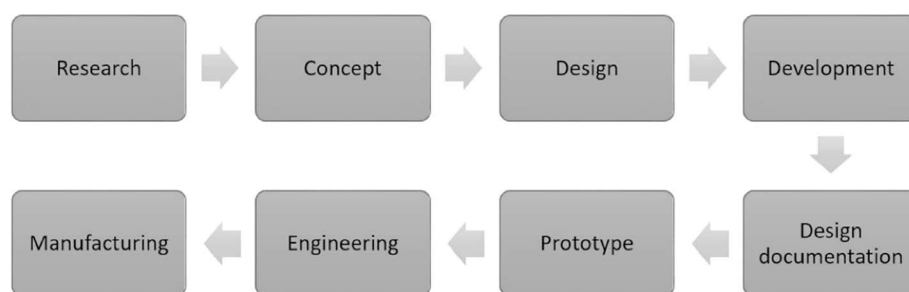 Research
Concept
Design
Development
Design
documentation
Prototype
Engineering
Manufacturing